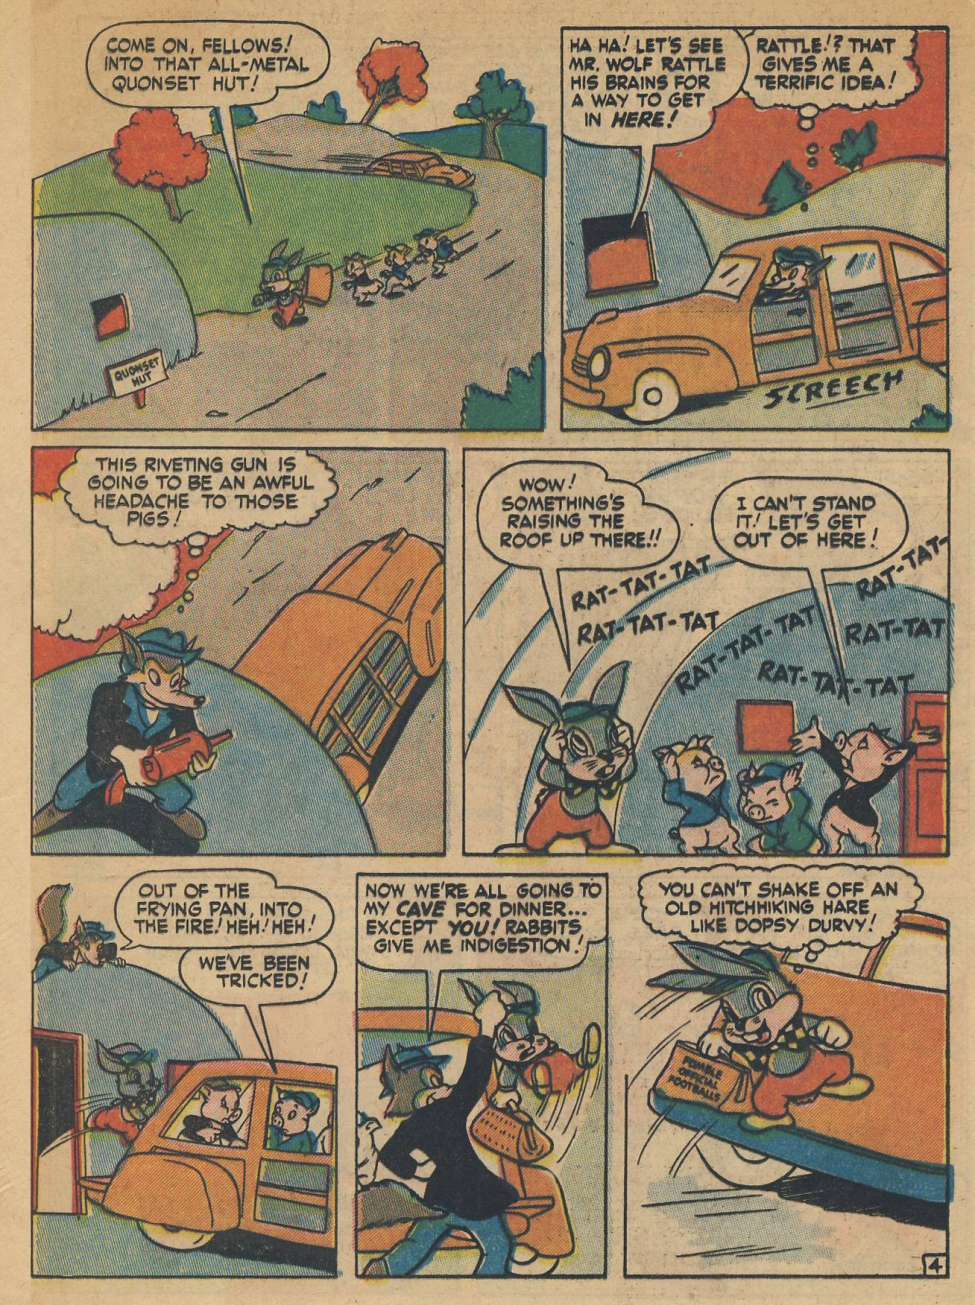 COME ON, FELLOWS!
INTO THAT ALL-METAL
QUONSET HUT!
QUONSET
HUT
HA HA! LET'S SEE
MR. WOLF RATTLE
HIS BRAINS FOR
A WAY TO GET
IN HERE!
RATTLE!? THAT
GIVES ME A
TERRIFIC IDEA!
SCREECH
THIS RIVETING GUN IS
GOING TO BE AN AWFUL
HEADACHE TO THOSE
PIGS!
WOW!
SOMETHING'S
RAISING THE
ROOF UP THERE!!
I CAN'T STAND
IT! LET'S GET
OUT OF HERE!
RAT-TAT-TAT
RAT-TAT-TAT
RAT-TAT-TAT
RAT-TAT-TAT
RAT-TAT
RAT-TAT-
OUT OF THE
FRYING PAN, INTO
THE FIRE! HEH! HEH!
WE'VE BEEN
TRICKED!
NOW WE'RE ALL GOING TO
MY CAVE FOR DINNER...
EXCEPT YOU! RABBITS
GIVE ME INDIGESTION!
YOU CAN'T SHAKE OFF AN
OLD HITCHHIKING HARE
LIKE DOPSY DURVY!
FUMBLE
OFFICIAL
FOOTBALLS
4